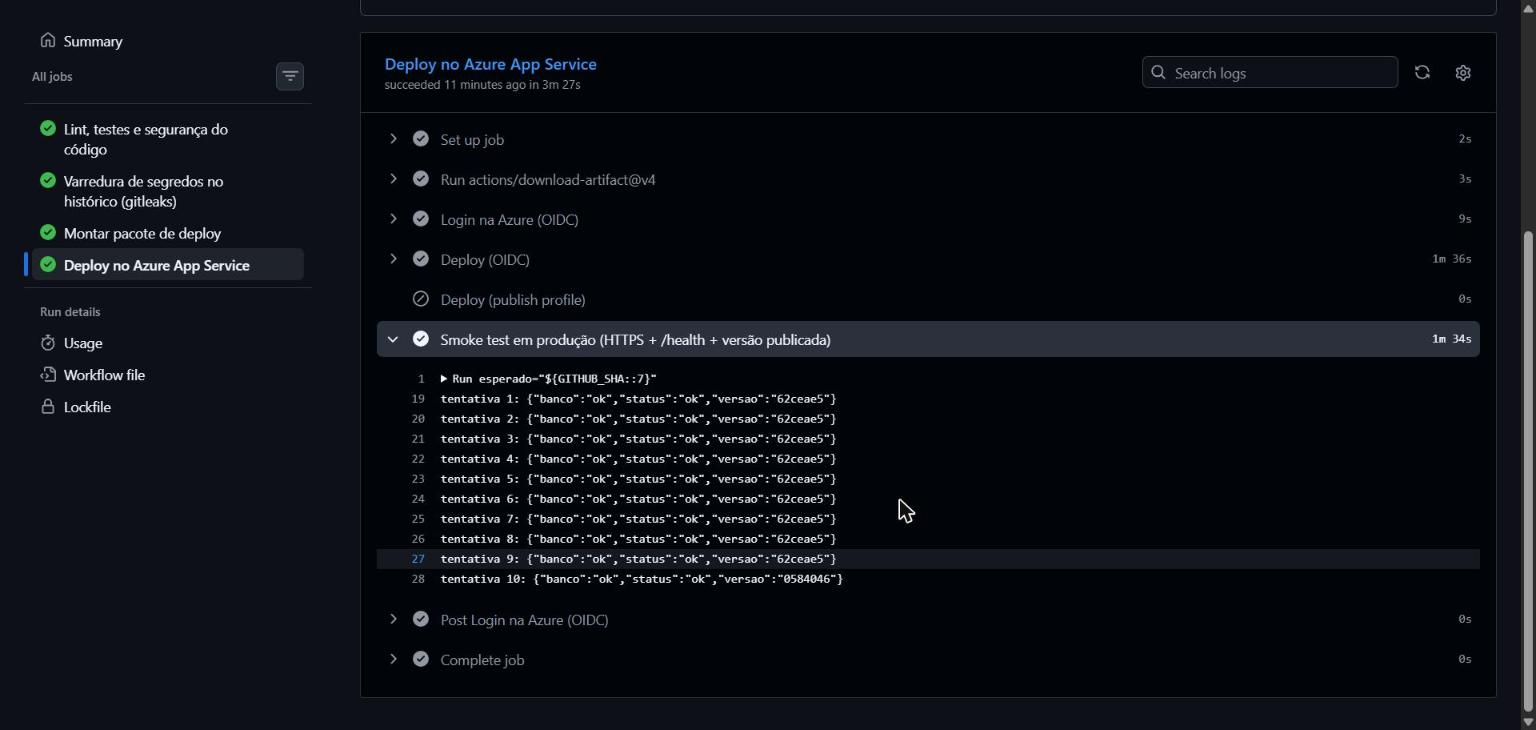 Summary
All jobs
Lint, testes e segurança do
código
Varredura de segredos no
histórico (gitleaks)
Montar pacote de deploy
Deploy no Azure App Service
Run details
Usage
Workflow file
Lockfile
Deploy no Azure App Service
succeeded 11 minutes ago in 3m 27s
Search logs
Set up job 2s
Run actions/download-artifact@v4 3s
Login na Azure (OIDC) 9s
Deploy (OIDC) 1m 36s
Deploy (publish profile) 0s
Smoke test em produção (HTTPS + /health + versão publicada) 1m 34s
1 Run esperado="${GITHUB_SHA::7}"
19 tentativa 1: {"banco":"ok","status":"ok","versao":"62ceae5"}
20 tentativa 2: {"banco":"ok","status":"ok","versao":"62ceae5"}
21 tentativa 3: {"banco":"ok","status":"ok","versao":"62ceae5"}
22 tentativa 4: {"banco":"ok","status":"ok","versao":"62ceae5"}
23 tentativa 5: {"banco":"ok","status":"ok","versao":"62ceae5"}
24 tentativa 6: {"banco":"ok","status":"ok","versao":"62ceae5"}
25 tentativa 7: {"banco":"ok","status":"ok","versao":"62ceae5"}
26 tentativa 8: {"banco":"ok","status":"ok","versao":"62ceae5"}
27 tentativa 9: {"banco":"ok","status":"ok","versao":"62ceae5"}
28 tentativa 10: {"banco":"ok","status":"ok","versao":"0584046"}
Post Login na Azure (OIDC) 0s
Complete job 0s